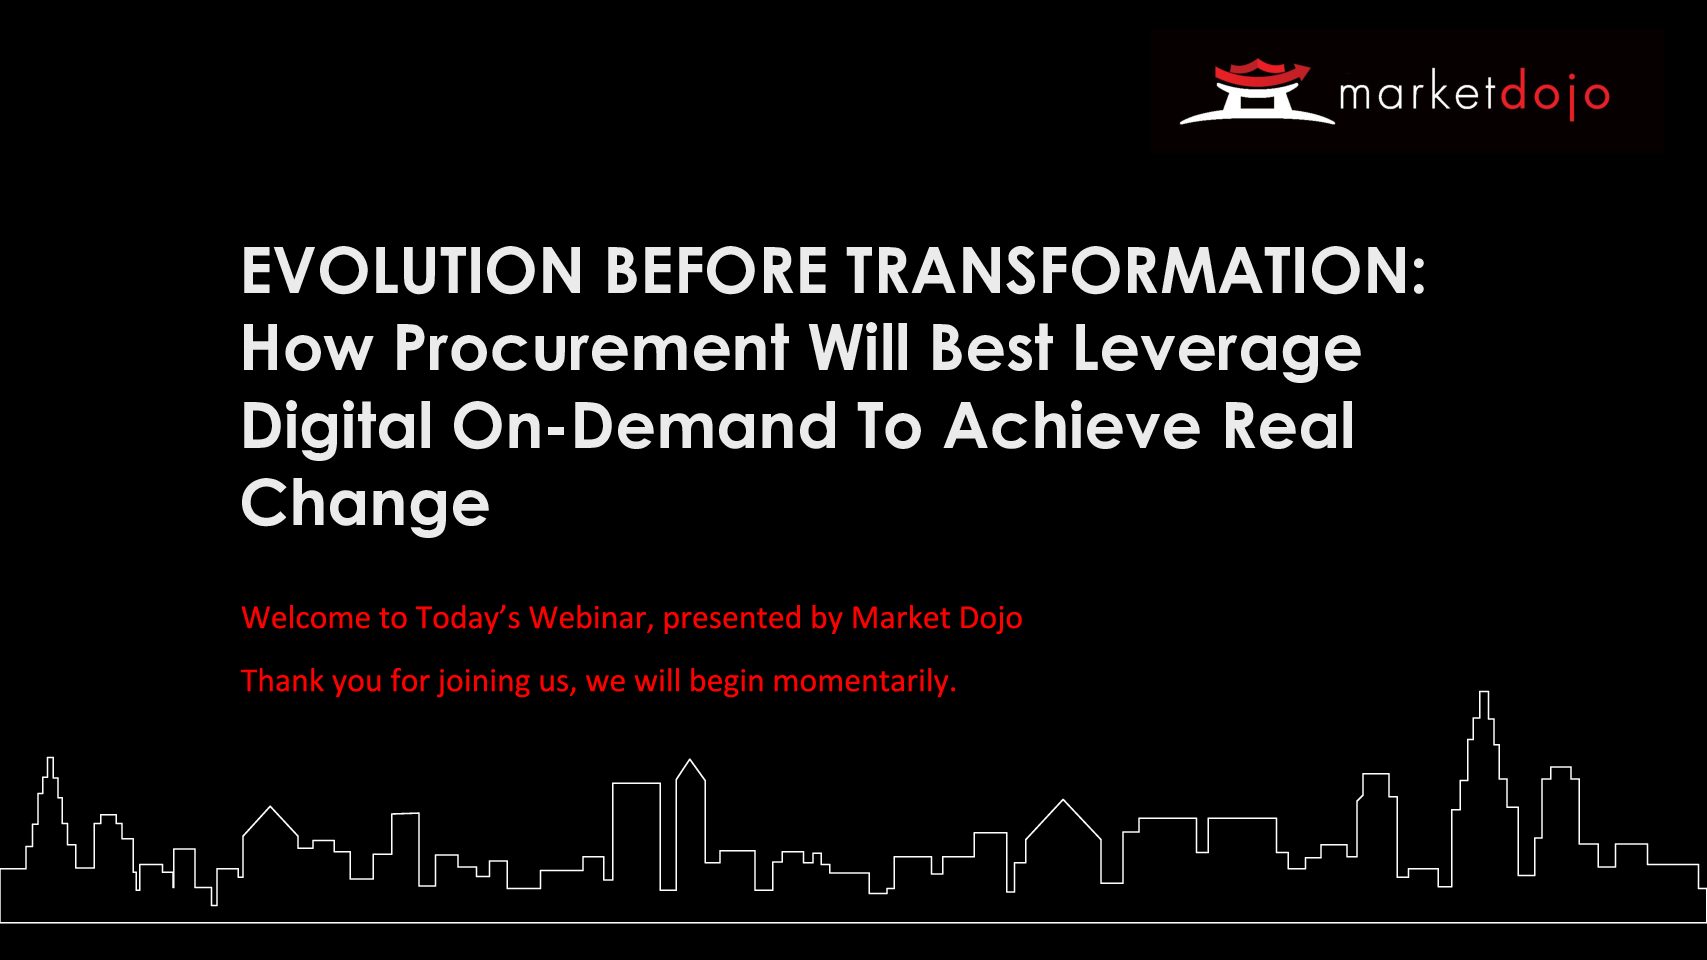 marketdojo
EVOLUTION BEFORE TRANSFORMATION:
How Procurement Will Best Leverage
Digital On-Demand To Achieve Real
Change
Welcome to Today’s Webinar, presented by Market Dojo
Thank you for joining us, we will begin momentarily.